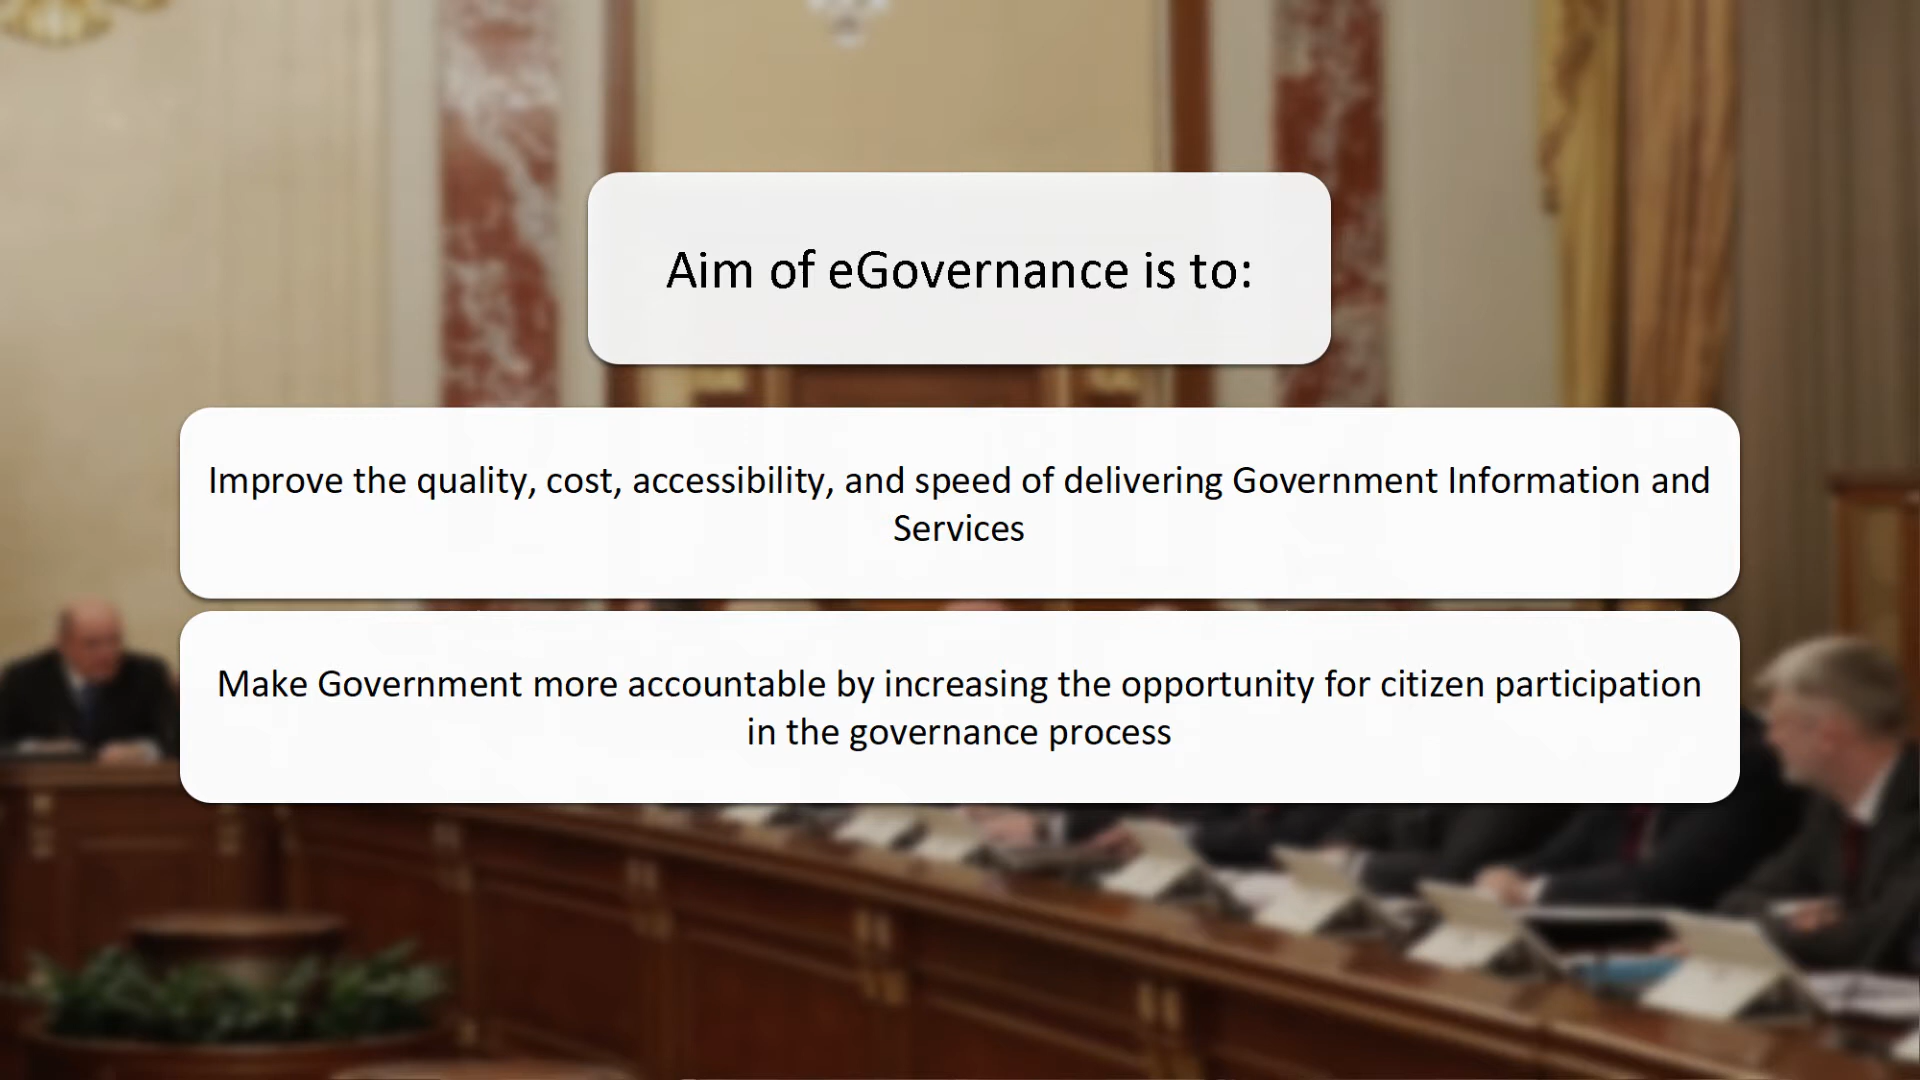 Aim of eGovernance is to:
Improve the quality, cost, accessibility, and speed of delivering Government Information and
Services
Make Government more accountable by increasing the opportunity for citizen participation
in the governance process